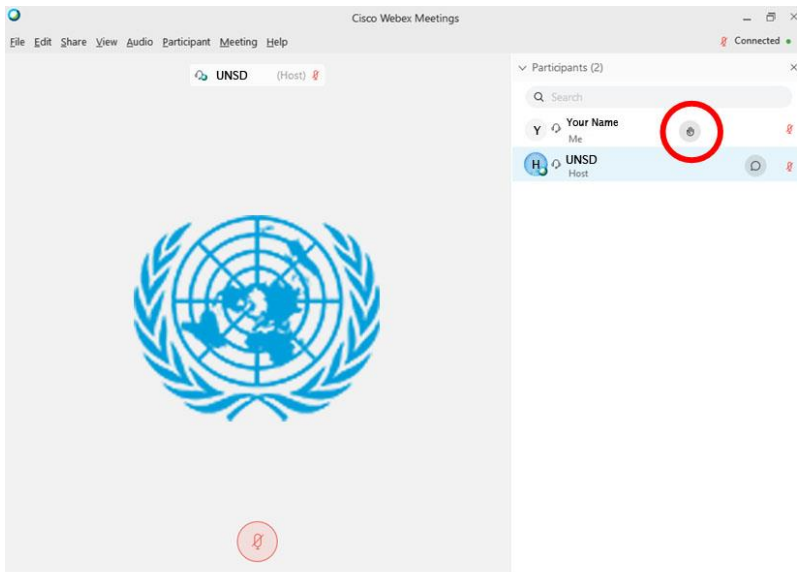 Cisco Webex Meetings
File Edit Share View Audio Participant Meeting Help
Connected
UNSD (Host)
Participants (2)
Search
Y Your Name
Me
H UNSD
Host